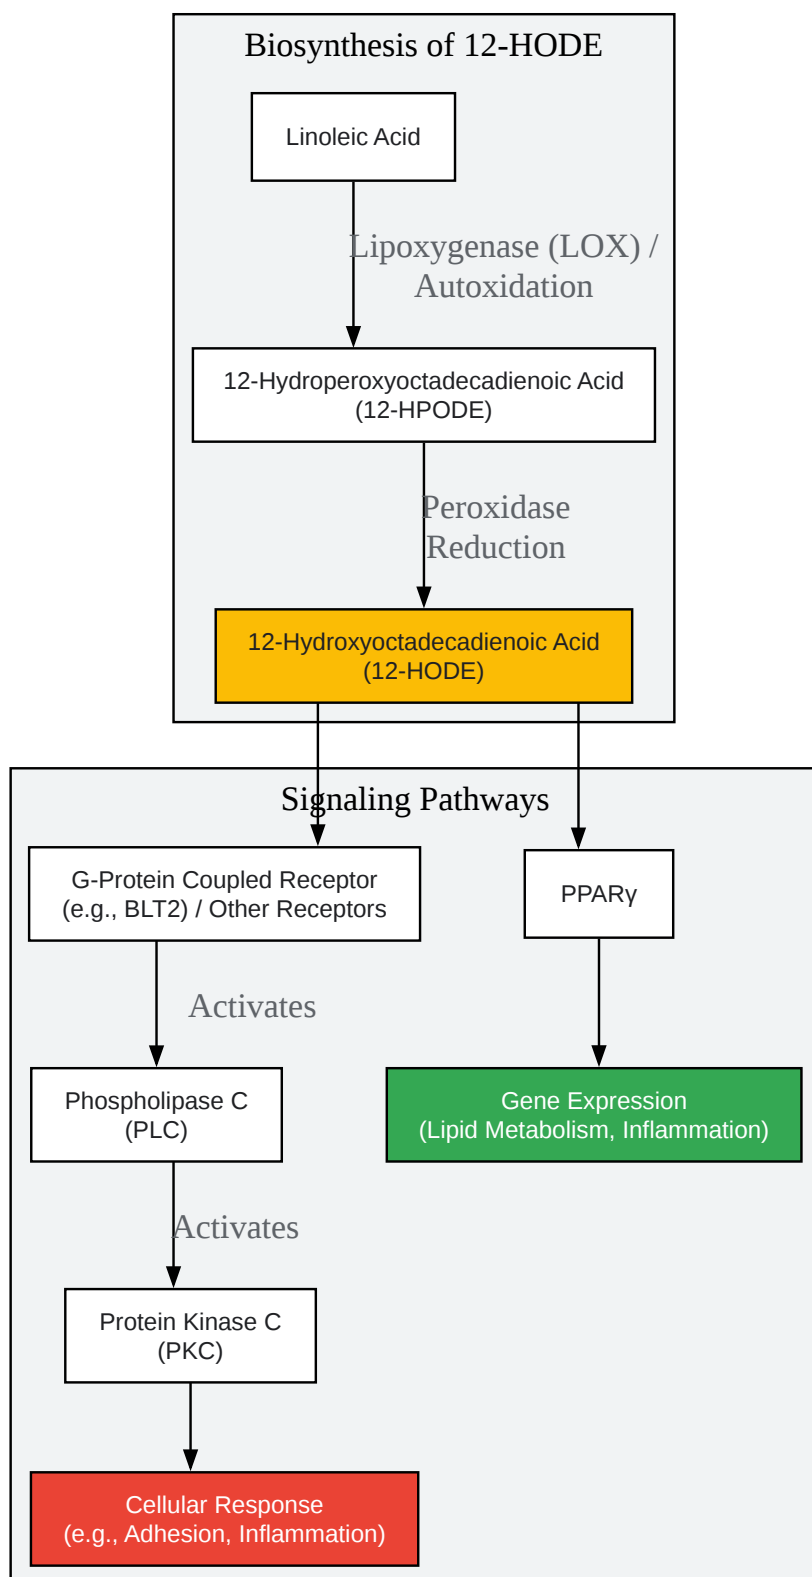 Biosynthesis of 12-HODE
Linoleic Acid
Lipoxygenase (LOX) /
Autoxidation
12-Hydroperoxyoctadecadienoic Acid
(12-HPODE)
Peroxidase
Reduction
12-Hydroxyoctadecadienoic Acid
(12-HODE)
Signaling Pathways
G-Protein Coupled Receptor
(e.g., BLT2) / Other Receptors
PPARγ
Activates
Phospholipase C
(PLC)
Gene Expression
(Lipid Metabolism, Inflammation)
Activates
Protein Kinase C
(PKC)
Cellular Response
(e.g., Adhesion, Inflammation)